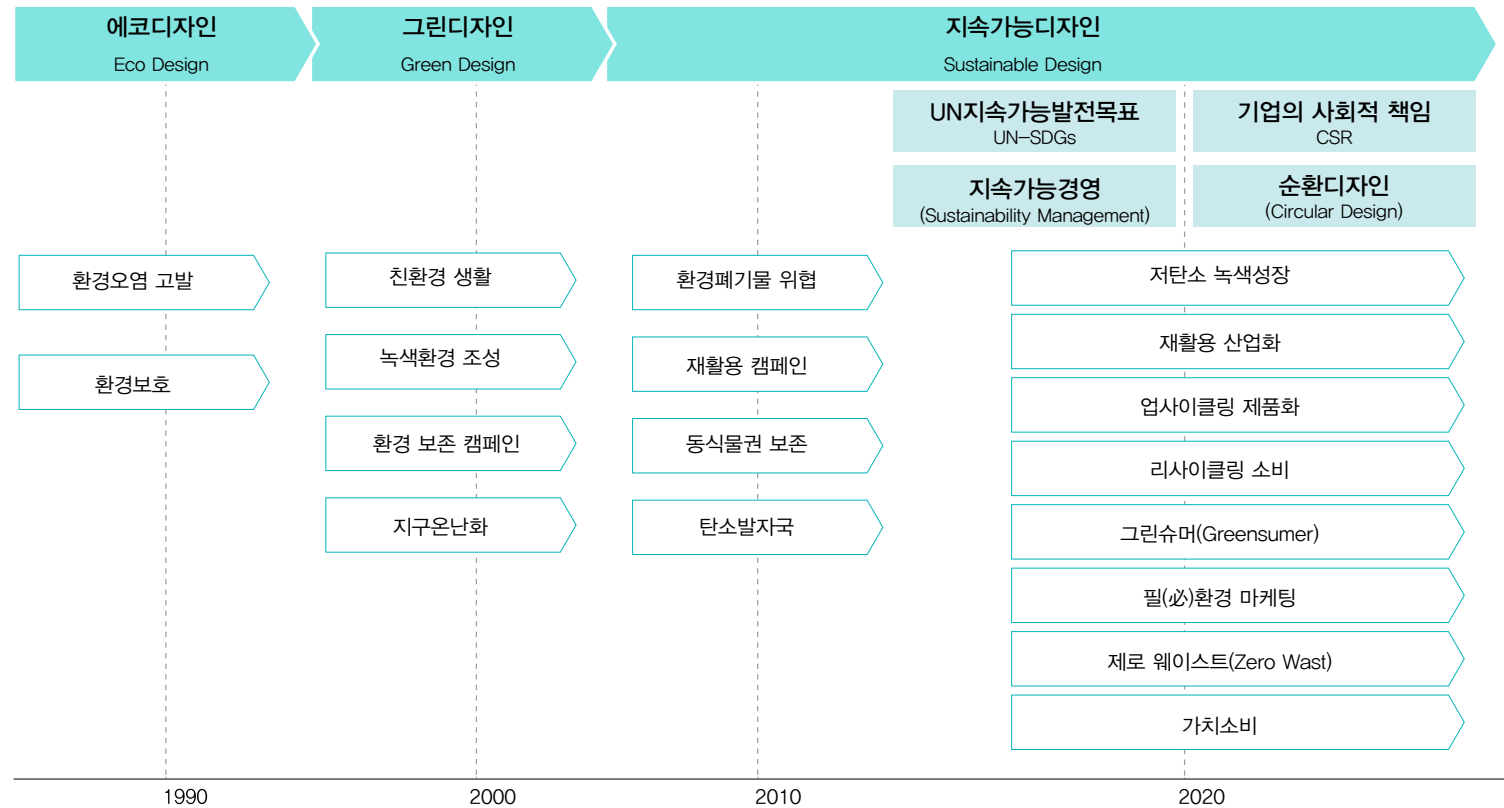 에코디자인
Eco Design
그린디자인
Green Design
지속가능디자인
Sustainable Design
UN지속가능발전목표
UN-SDGs
기업의 사회적 책임
CSR
지속가능경영
(Sustainability Management)
순환디자인
(Circular Design)
환경오염 고발
환경보호
친환경 생활
녹색환경 조성
환경 보존 캠페인
지구온난화
환경폐기물 위협
재활용 캠페인
동식물권 보존
탄소발자국
저탄소 녹색성장
재활용 산업화
업사이클링 제품화
리사이클링 소비
그린슈머(Greensumer)
필(必)환경 마케팅
제로 웨이스트(Zero Wast)
가치소비
1990
2000
2010
2020